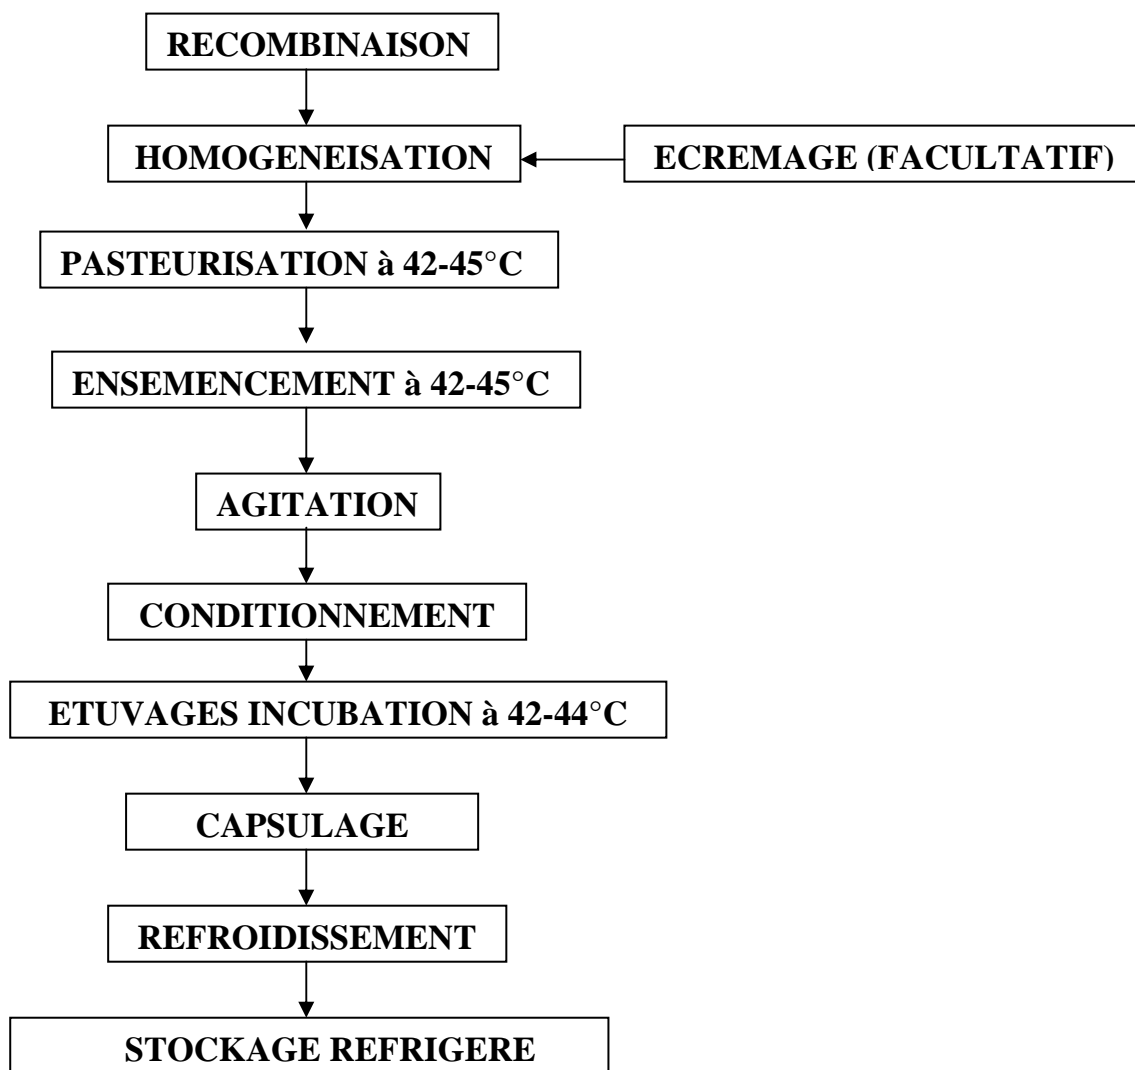 RECOMBINAISON
HOMOGENEISATION
ECREMAGE (FACULTATIF)
PASTEURISATION à 42-45°C
ENSEMENCEMENT à 42-45°C
AGITATION
CONDITIONNEMENT
ETUVAGES INCUBATION à 42-44°C
CAPSULAGE
REFROIDISSEMENT
STOCKAGE REFRIGERE